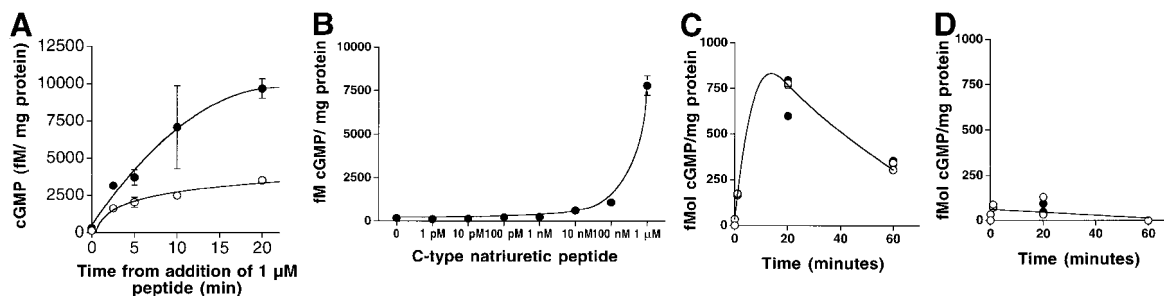 A
cGMP (fM/ mg protein)
12500
10000
7500
5000
2500
0
0 5 10 15 20
Time from addition of 1 µM
peptide (min)
B
fM cGMP/ mg protein
10000
7500
5000
2500
0
0 1 pM 10 pM 100 pM 1 nM 10 nM 100 nM 1 µM
C-type natriuretic peptide
C
fMol cGMP/mg protein
1000
750
500
250
0
0 20 40 60
Time (minutes)
D
fMol cGMP/mg protein
1000
750
500
250
0
0 20 40 60
Time (minutes)